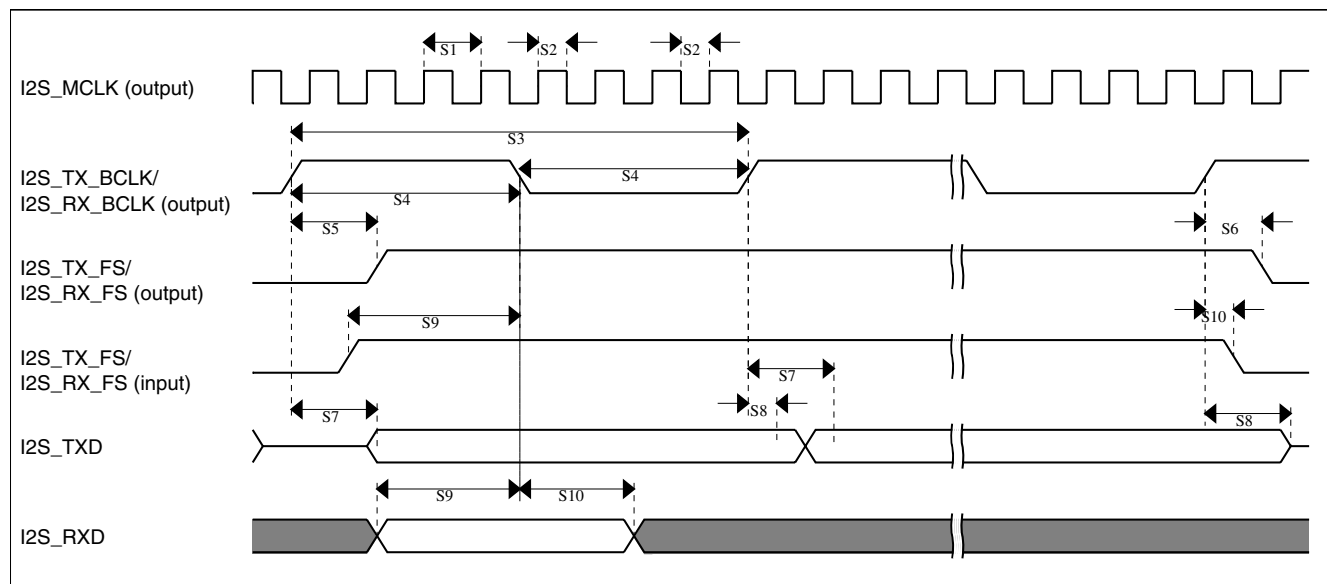 S1
S2
S2
I2S_MCLK (output)
S3
I2S_TX_BCLK/
I2S_RX_BCLK (output)
S4
S4
S5
S6
I2S_TX_FS/
I2S_RX_FS (output)
S9
S10
I2S_TX_FS/
I2S_RX_FS (input)
S7
S7
S8
S8
I2S_TXD
S9
S10
I2S_RXD